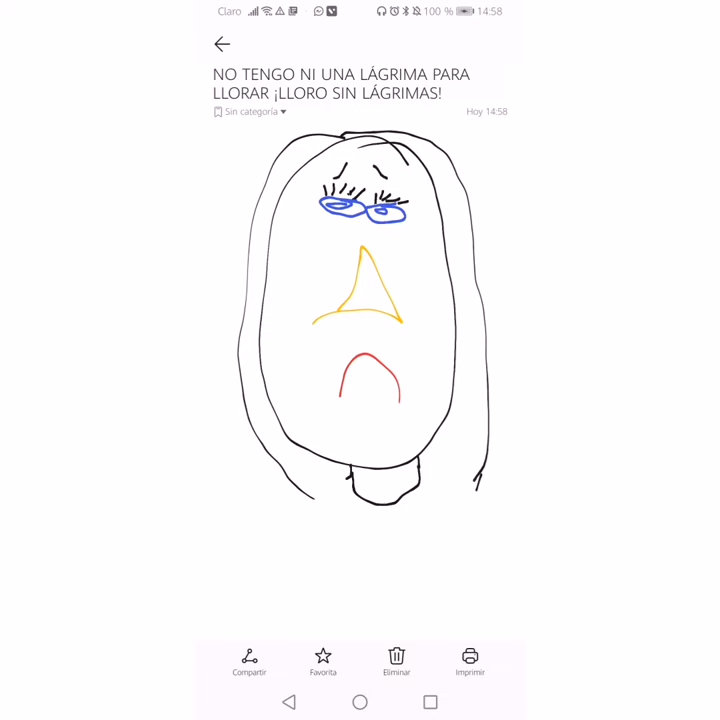 Claro 100 % 14:58
NO TENGO NI UNA LÁGRIMA PARA
LLORAR ¡LLORO SIN LÁGRIMAS!
Sin categoría Hoy 14:58
Compartir Favorita Eliminar Imprimir